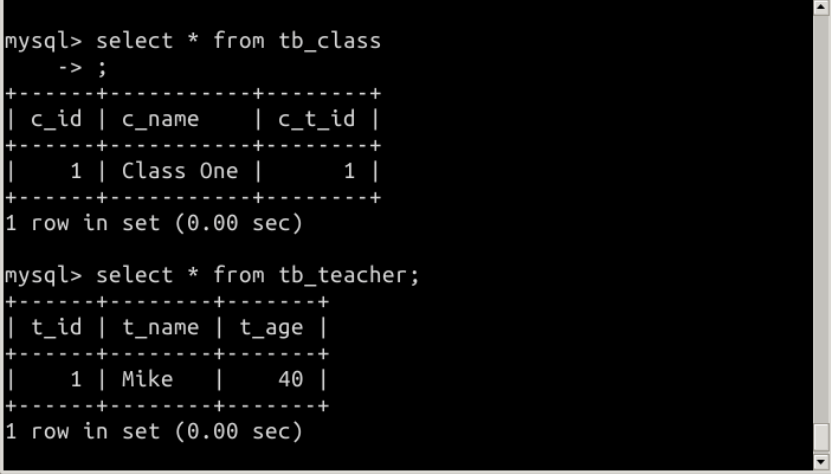 mysql> select * from tb_class
    -> ;
+------+-----------+--------+
| c_id | c_name    | c_t_id |
+------+-----------+--------+
|    1 | Class One |      1 |
+------+-----------+--------+
1 row in set (0.00 sec)
mysql> select * from tb_teacher;
+------+--------+-------+
| t_id | t_name | t_age |
+------+--------+-------+
|    1 | Mike   |    40 |
+------+--------+-------+
1 row in set (0.00 sec)